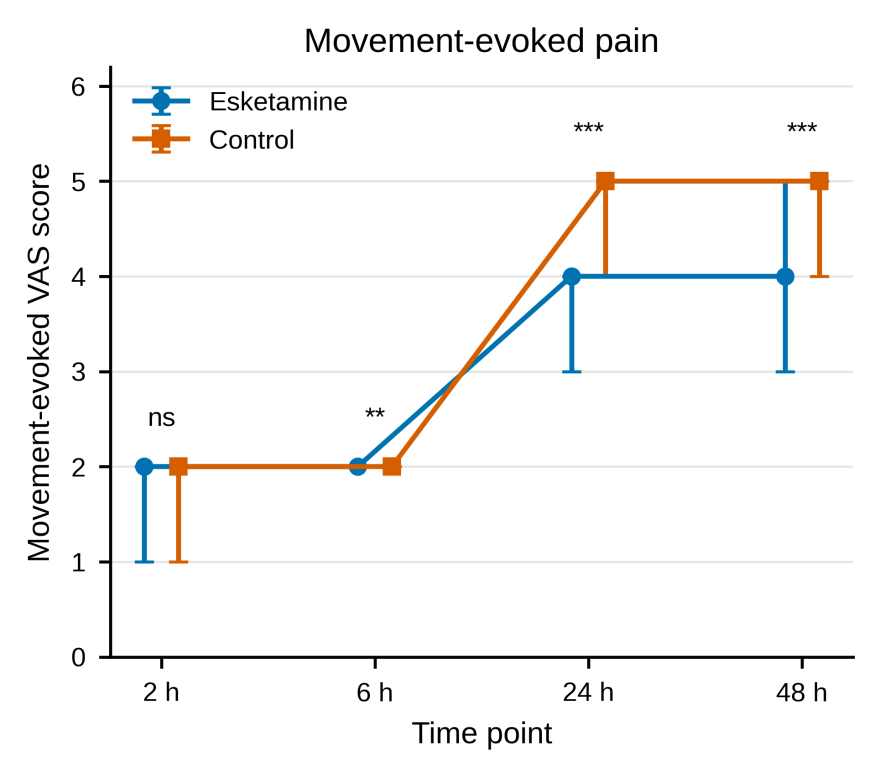 Movement-evoked pain
Esketamine
Control
Movement-evoked VAS score
6
5
4
3
2
1
0
ns
**
***
***
2 h
6 h
24 h
48 h
Time point